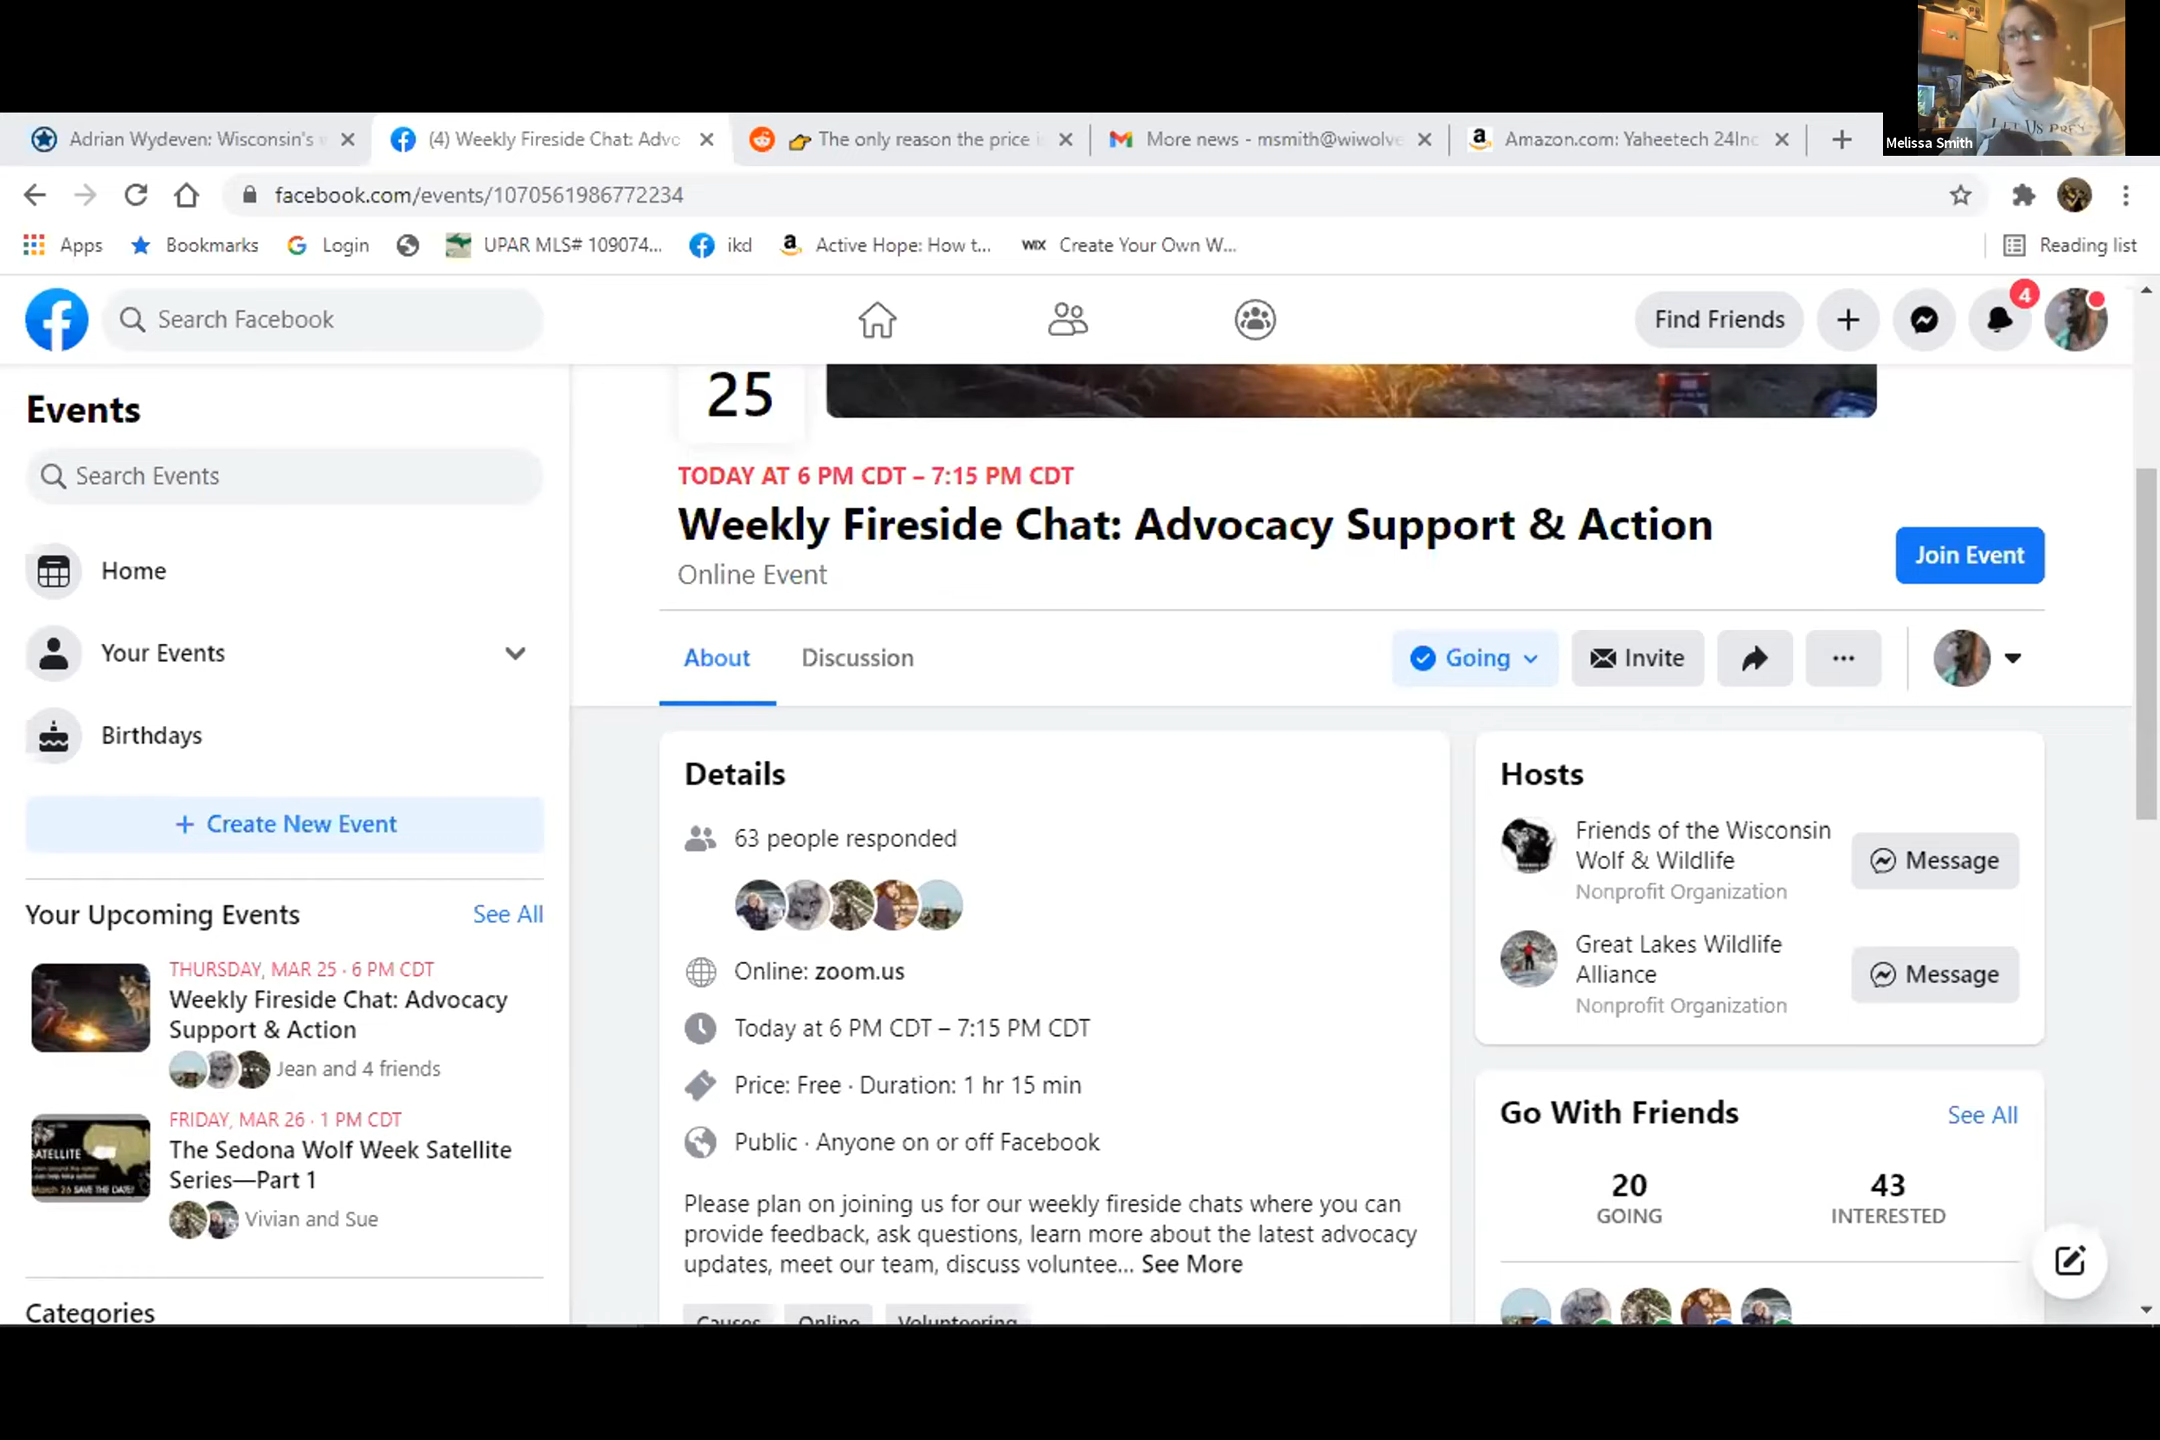 Adrian Wydeven: Wisconsin's
(4) Weekly Fireside Chat: Advo
The only reason the price
More news - msmith@wiwolve
Amazon.com: Yaheetech 24Inc
LET US PREY
Melissa Smith
facebook.com/events/1070561986772234
Apps
Bookmarks
Login
UPAR MLS# 109074...
ikd
Active Hope: How t...
WIX
Create Your Own W...
Reading list
Search Facebook
Find Friends
4
Events
Search Events
Home
Your Events
Birthdays
+ Create New Event
Your Upcoming Events
See All
THURSDAY, MAR 25 · 6 PM CDT
Weekly Fireside Chat: Advocacy
Support & Action
Jean and 4 friends
FRIDAY, MAR 26 · 1 PM CDT
The Sedona Wolf Week Satellite
Series—Part 1
Vivian and Sue
Categories
25
TODAY AT 6 PM CDT – 7:15 PM CDT
Weekly Fireside Chat: Advocacy Support & Action
Online Event
Join Event
About
Discussion
Going
Invite
Details
63 people responded
Online: zoom.us
Today at 6 PM CDT – 7:15 PM CDT
Price: Free · Duration: 1 hr 15 min
Public · Anyone on or off Facebook
Please plan on joining us for our weekly fireside chats where you can
provide feedback, ask questions, learn more about the latest advocacy
updates, meet our team, discuss voluntee... See More
Causes
Online
Volunteering
Hosts
Friends of the Wisconsin
Wolf & Wildlife
Nonprofit Organization
Message
Great Lakes Wildlife
Alliance
Nonprofit Organization
Message
Go With Friends
See All
20
GOING
43
INTERESTED